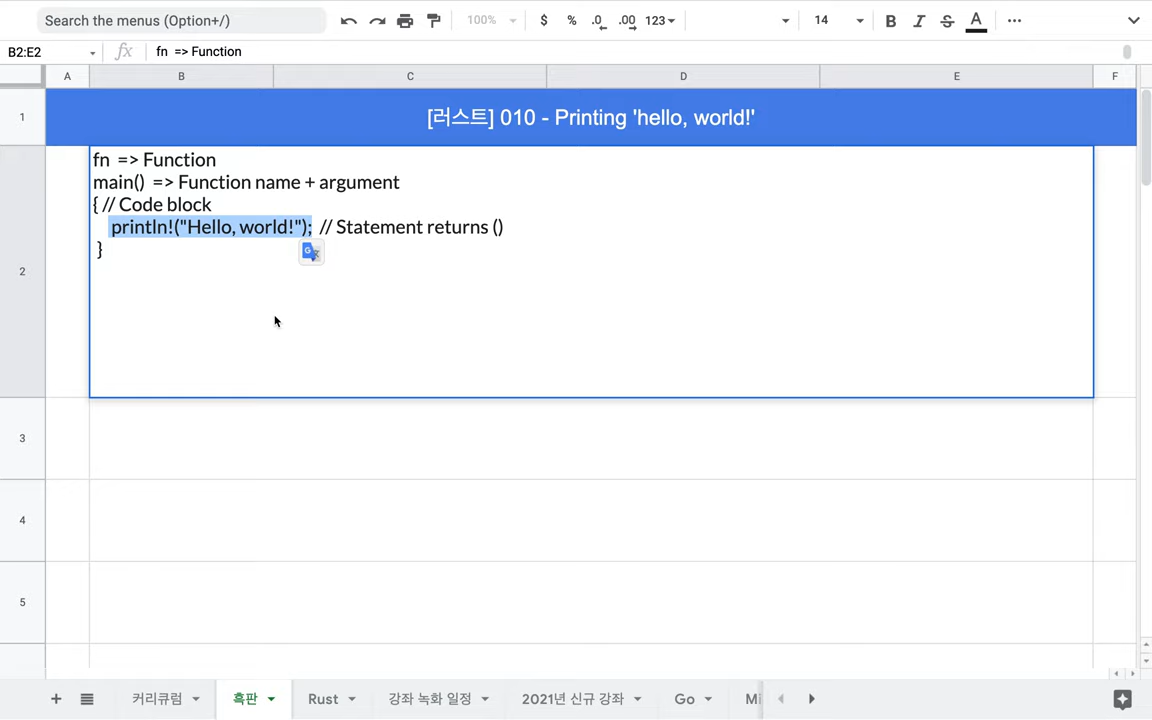 Search the menus (Option+/)
100%
$ % .0 .00 123
14
B I S A
B2:E2
fx
fn => Function
A B C D E F
1
[러스트] 010 - Printing 'hello, world!'
2
fn => Function
main() => Function name + argument
{ // Code block
println!("Hello, world!"); // Statement returns ()
}
3
4
5
커리큘럼
흑판
Rust
강좌 녹화 일정
2021년 신규 강좌
Go